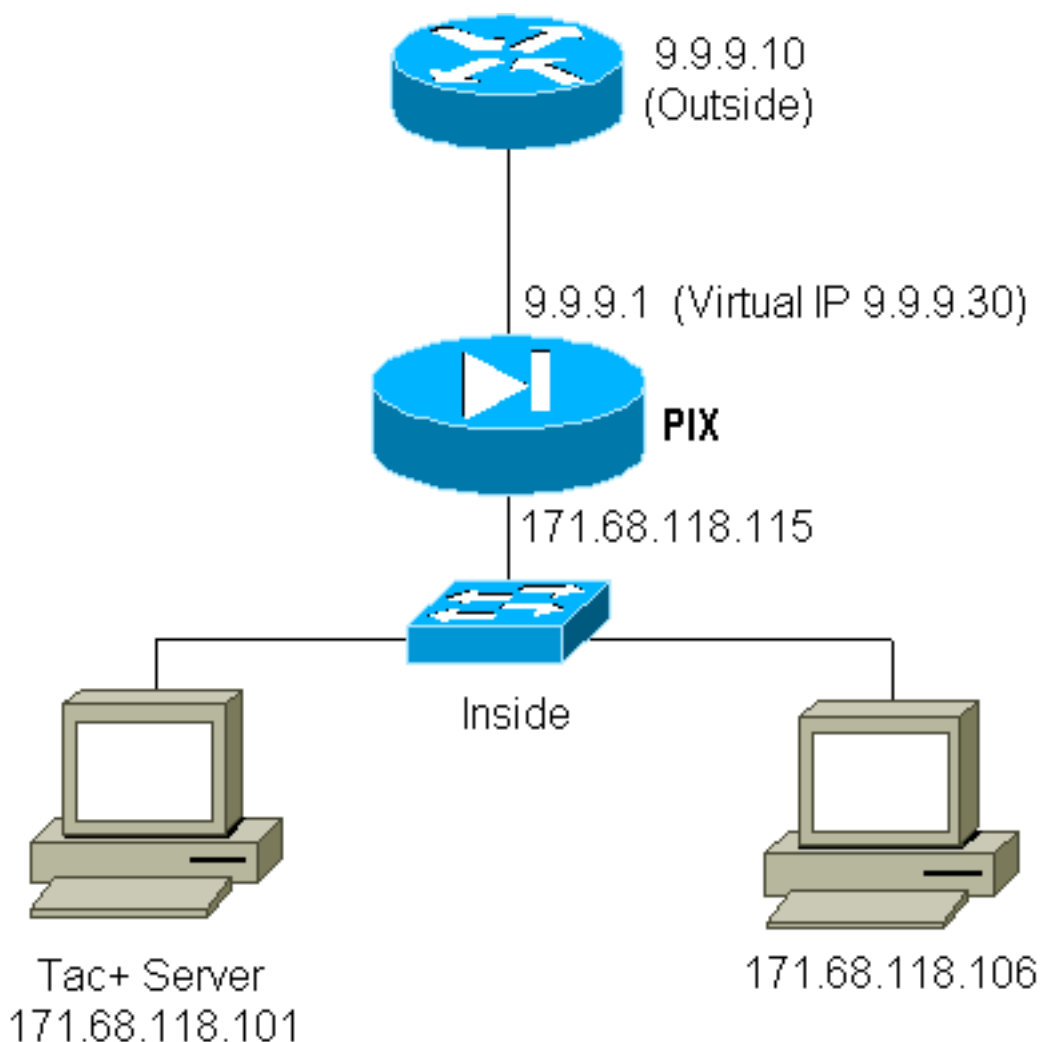 9.9.9.10
(Outside)
9.9.9.1 (Virtual IP 9.9.9.30)
PIX
171.68.118.115
Inside
Tac+ Server
171.68.118.101
171.68.118.106